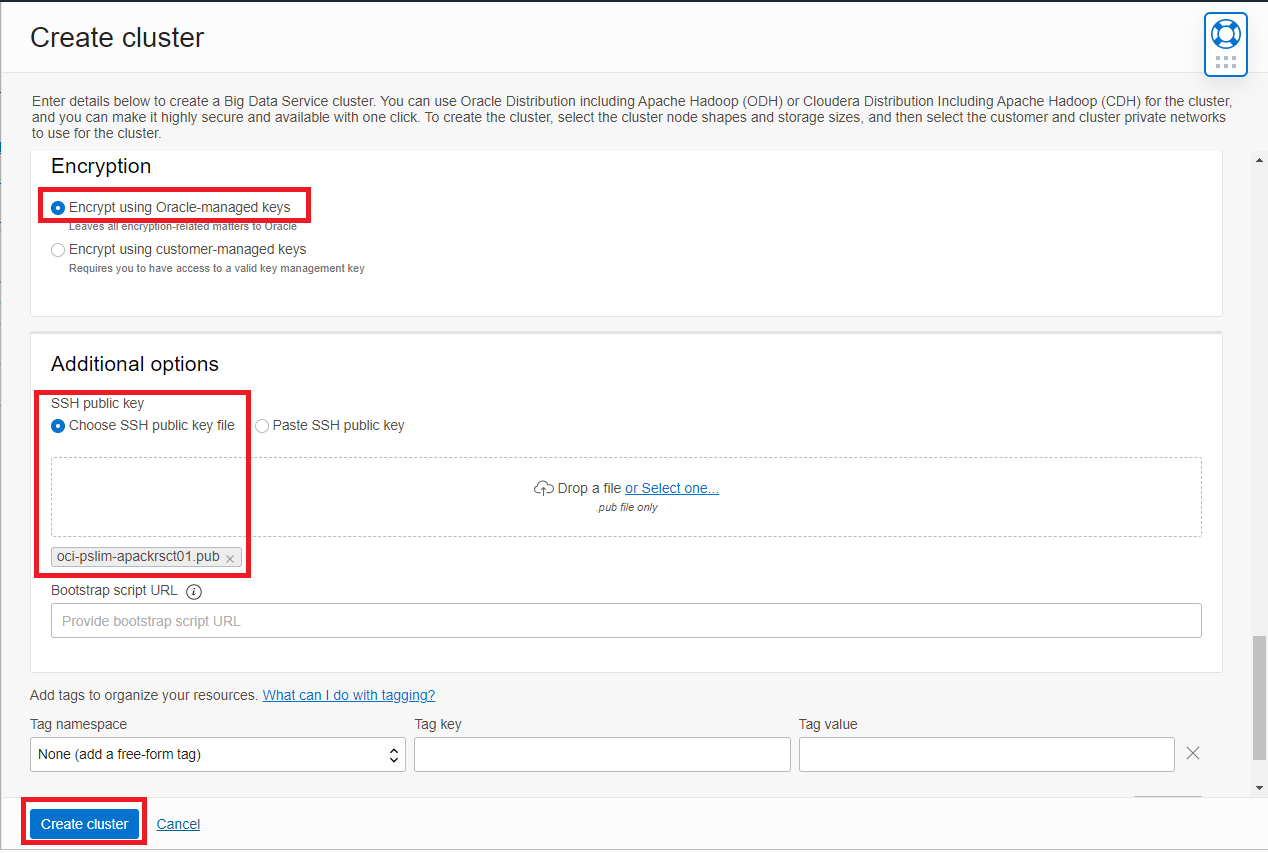 Create cluster
Enter details below to create a Big Data Service cluster. You can use Oracle Distribution including Apache Hadoop (ODH) or Cloudera Distribution Including Apache Hadoop (CDH) for the cluster,
and you can make it highly secure and available with one click. To create the cluster, select the cluster node shapes and storage sizes, and then select the customer and cluster private networks
to use for the cluster.
Encryption
Encrypt using Oracle-managed keys
Leaves all encryption-related matters to Oracle
Encrypt using customer-managed keys
Requires you to have access to a valid key management key
Additional options
SSH public key
Choose SSH public key file Paste SSH public key
Drop a file or Select one...
.pub file only
oci-pslim-apackrsct01.pub
Bootstrap script URL
Provide bootstrap script URL
Add tags to organize your resources. What can I do with tagging?
Tag namespace Tag key Tag value
None (add a free-form tag)
Create cluster Cancel